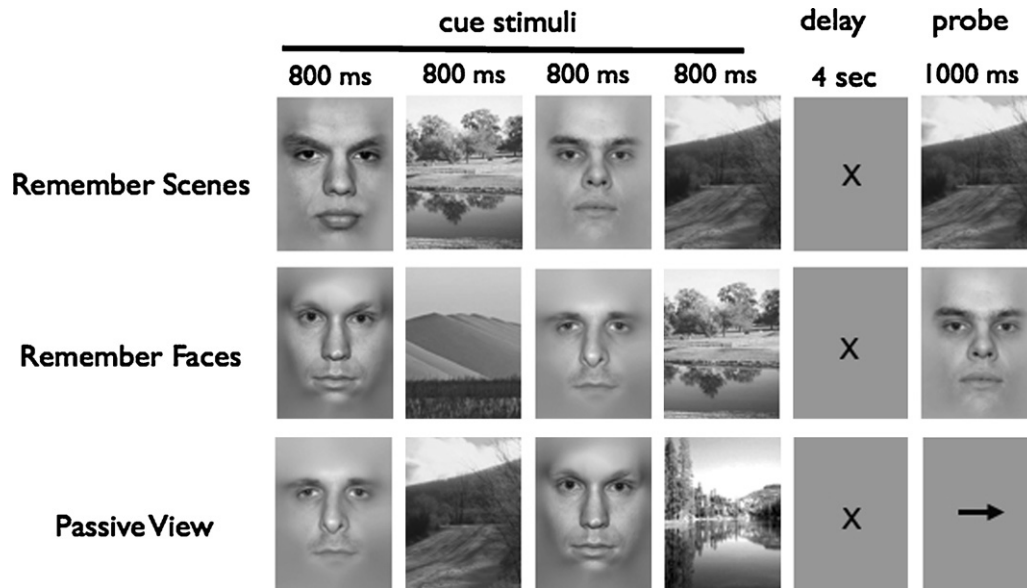 cue stimuli delay probe
800 ms 800 ms 800 ms 800 ms 4 sec 1000 ms
Remember Scenes X
Remember Faces X
Passive View X